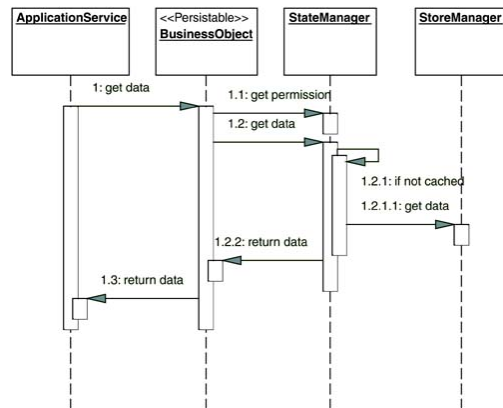 ApplicationService
<<Persistable>>
BusinessObject
StateManager
StoreManager
1: get data
1.1: get permission
1.2: get data
1.2.1: if not cached
1.2.1.1: get data
1.2.2: return data
1.3: return data